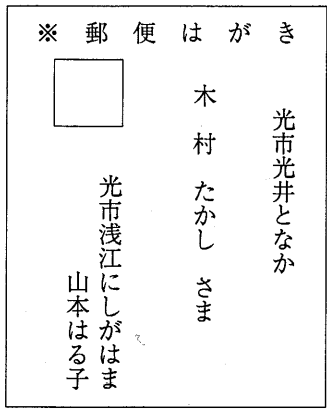 ※郵便はがき
光市光井となか
木村たかしさま
光市浅江にしがはま
山本はる子